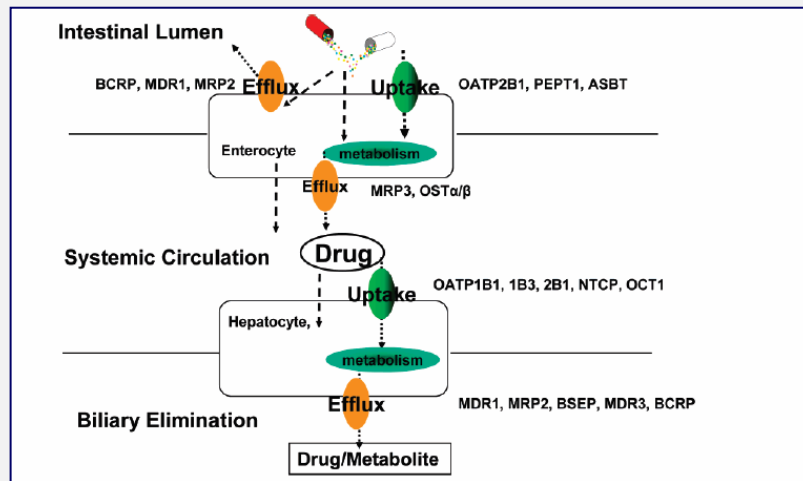 Intestinal Lumen
BCRP, MDR1, MRP2
Efflux
Uptake
OATP2B1, PEPT1, ASBT
Enterocyte
metabolism
Efflux
MRP3, OSTα/β
Systemic Circulation
Drug
Uptake
OATP1B1, 1B3, 2B1, NTCP, OCT1
Hepatocyte,
metabolism
Efflux
MDR1, MRP2, BSEP, MDR3, BCRP
Biliary Elimination
Drug/Metabolite